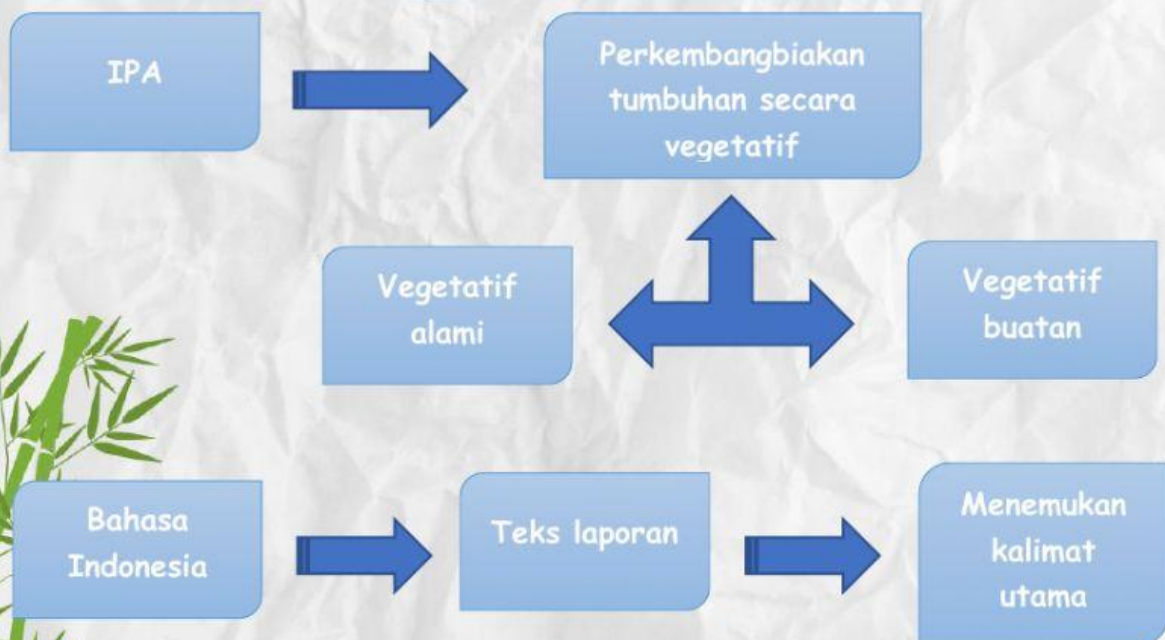 IPA
Perkembangbiakan
tumbuhan secara
vegetatif
Vegetatif
alami
Vegetatif
buatan
Bahasa
Indonesia
Teks laporan
Menemukan
kalimat
utama